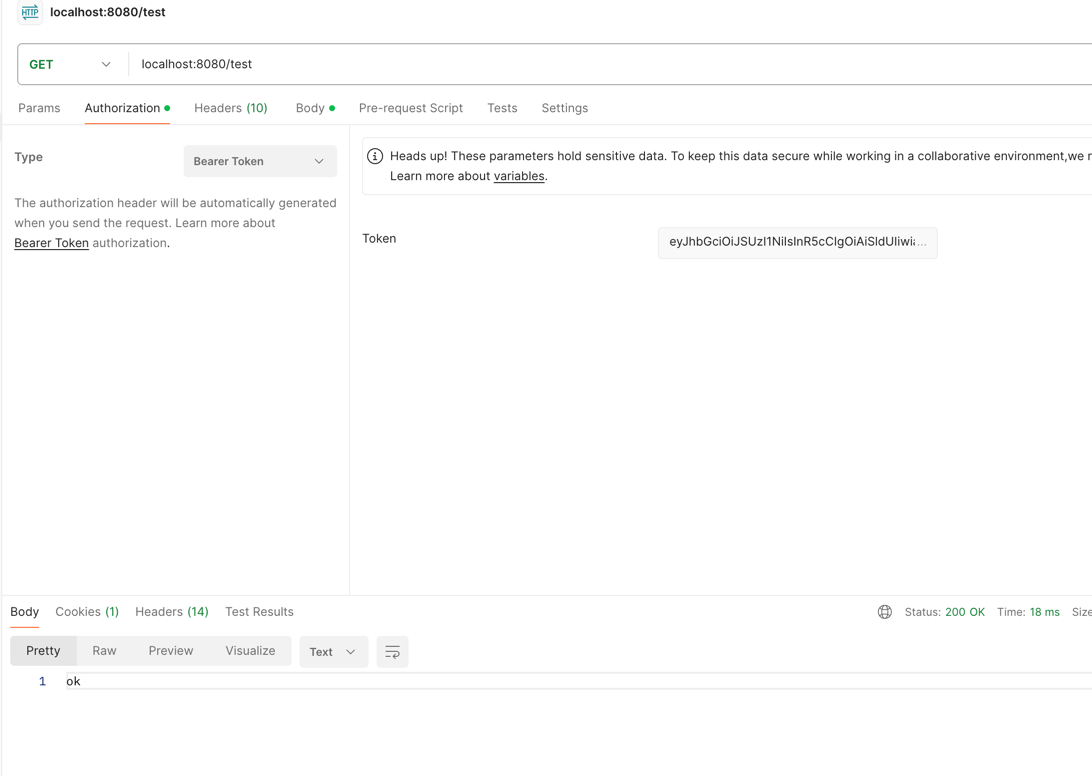 HTTP localhost:8080/test
GET localhost:8080/test
Params Authorization Headers (10) Body Pre-request Script Tests Settings
Type Bearer Token
The authorization header will be automatically generated
when you send the request. Learn more about
Bearer Token authorization.
Heads up! These parameters hold sensitive data. To keep this data secure while working in a collaborative environment,we r
Learn more about variables.
Token eyJhbGciOiJSUzI1NiIsInR5cCIgOiAiSldUIiwia...
Body Cookies (1) Headers (14) Test Results
Status: 200 OK Time: 18 ms Size
Pretty Raw Preview Visualize Text
1 ok